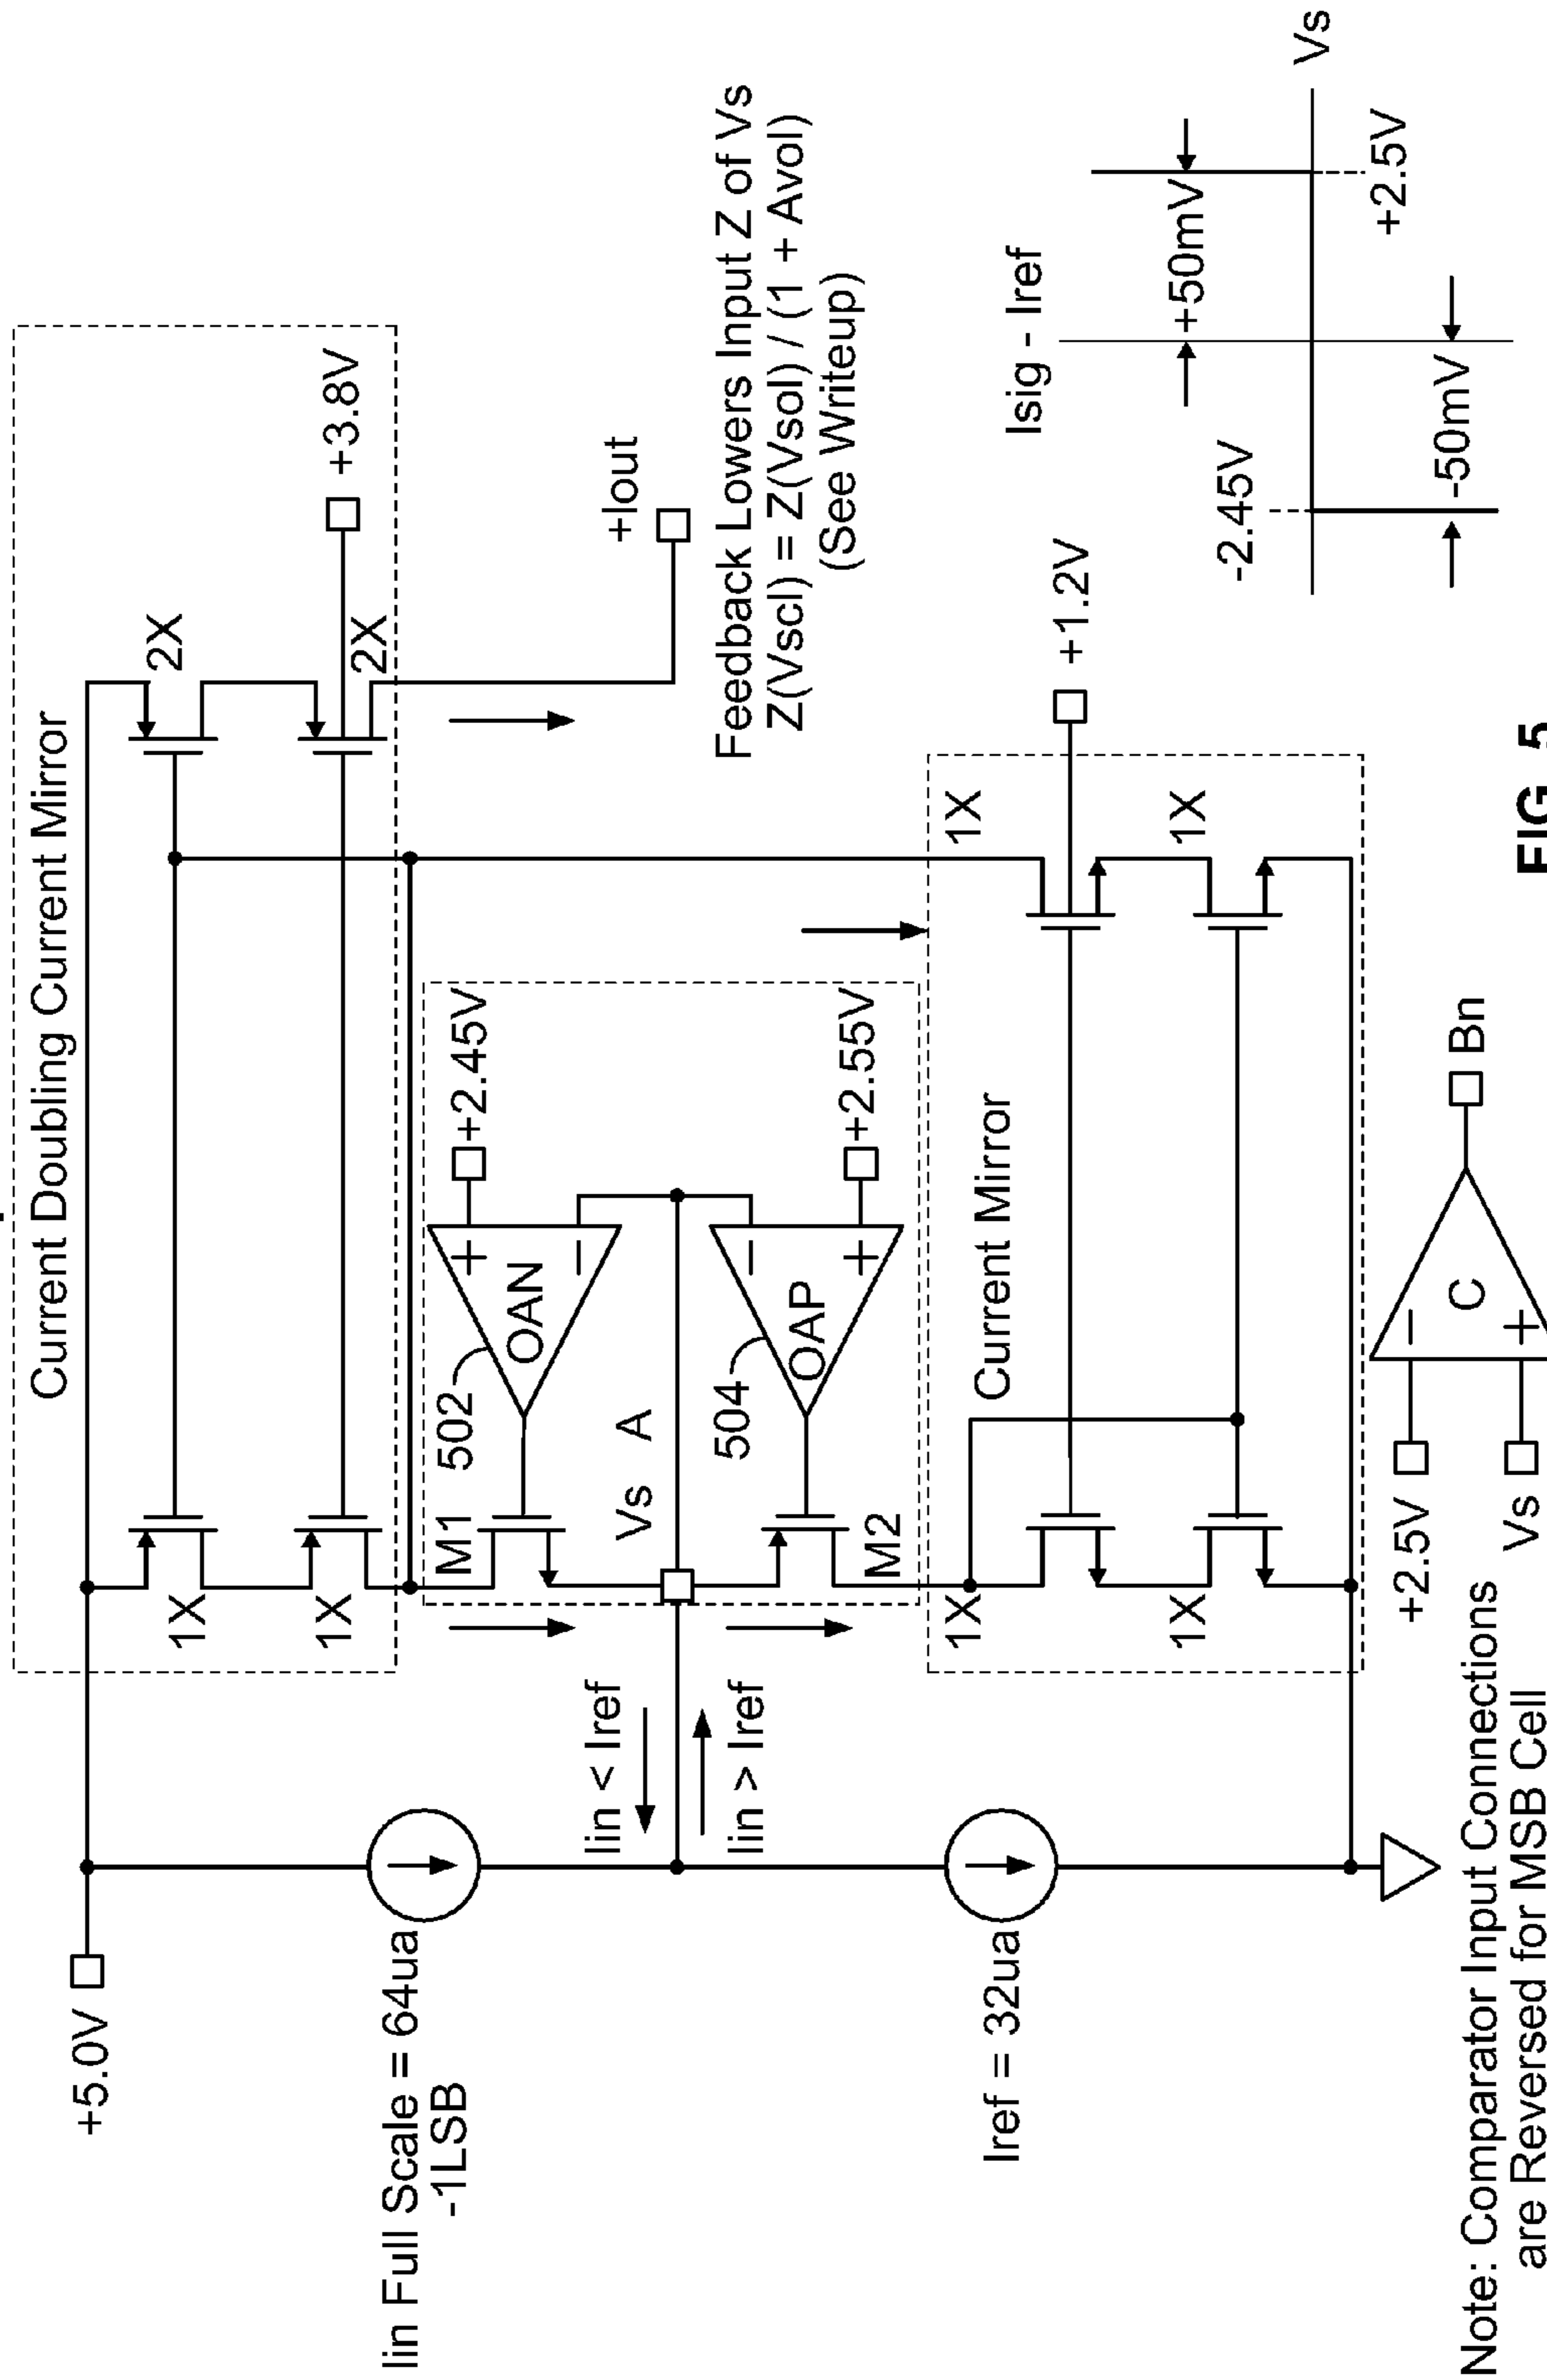 Current Doubling Current Mirror
+5.0V
1X
1X
2X
2X
+3.8V
+Iout
Iin Full Scale = 64ua
-1LSB
M1
502
OAN
+
−
+2.45V
Iin < Iref
Vs A
Iin > Iref
504
OAP
−
+
+2.55V
M2
Feedback Lowers Input Z of Vs
Z(Vscl) = Z(Vsol) / (1 + Avol)
(See Writeup)
Iref = 32ua
Current Mirror
1X
1X
1X
1X
+1.2V
Isig - Iref
+50mV
-2.45V
Vs
+2.5V
-50mV
+2.5V
Vs
−
+
C
Bn
Note: Comparator Input Connections
are Reversed for MSB Cell